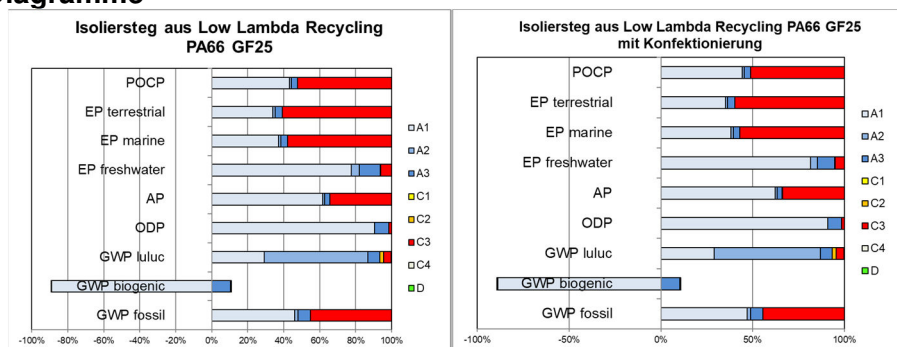 Diagramme
Isoliersteg aus Low Lambda Recycling
PA66 GF25
POCP
EP terrestrial
EP marine
EP freshwater
AP
ODP
GWP luluc
GWP biogenic
GWP fossil
-100% -80% -60% -40% -20% 0% 20% 40% 60% 80% 100%
A1
A2
A3
C1
C2
C3
C4
D
Isoliersteg aus Low Lambda Recycling PA66 GF25
mit Konfektionierung
POCP
EP terrestrial
EP marine
EP freshwater
AP
ODP
GWP luluc
GWP biogenic
GWP fossil
-100% -50% 0% 50% 100%
A1
A2
A3
C1
C2
C3
C4
D